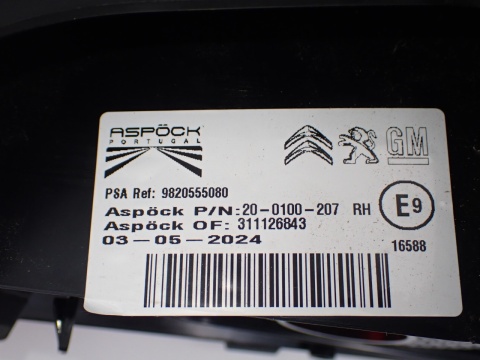 ASPÖCK
PORTUGAL
GM
PSA Ref: 9820555080
Aspöck P/N:20-0100-207 RH
E9
Aspöck OF: 311126843
03-05-2024
16588